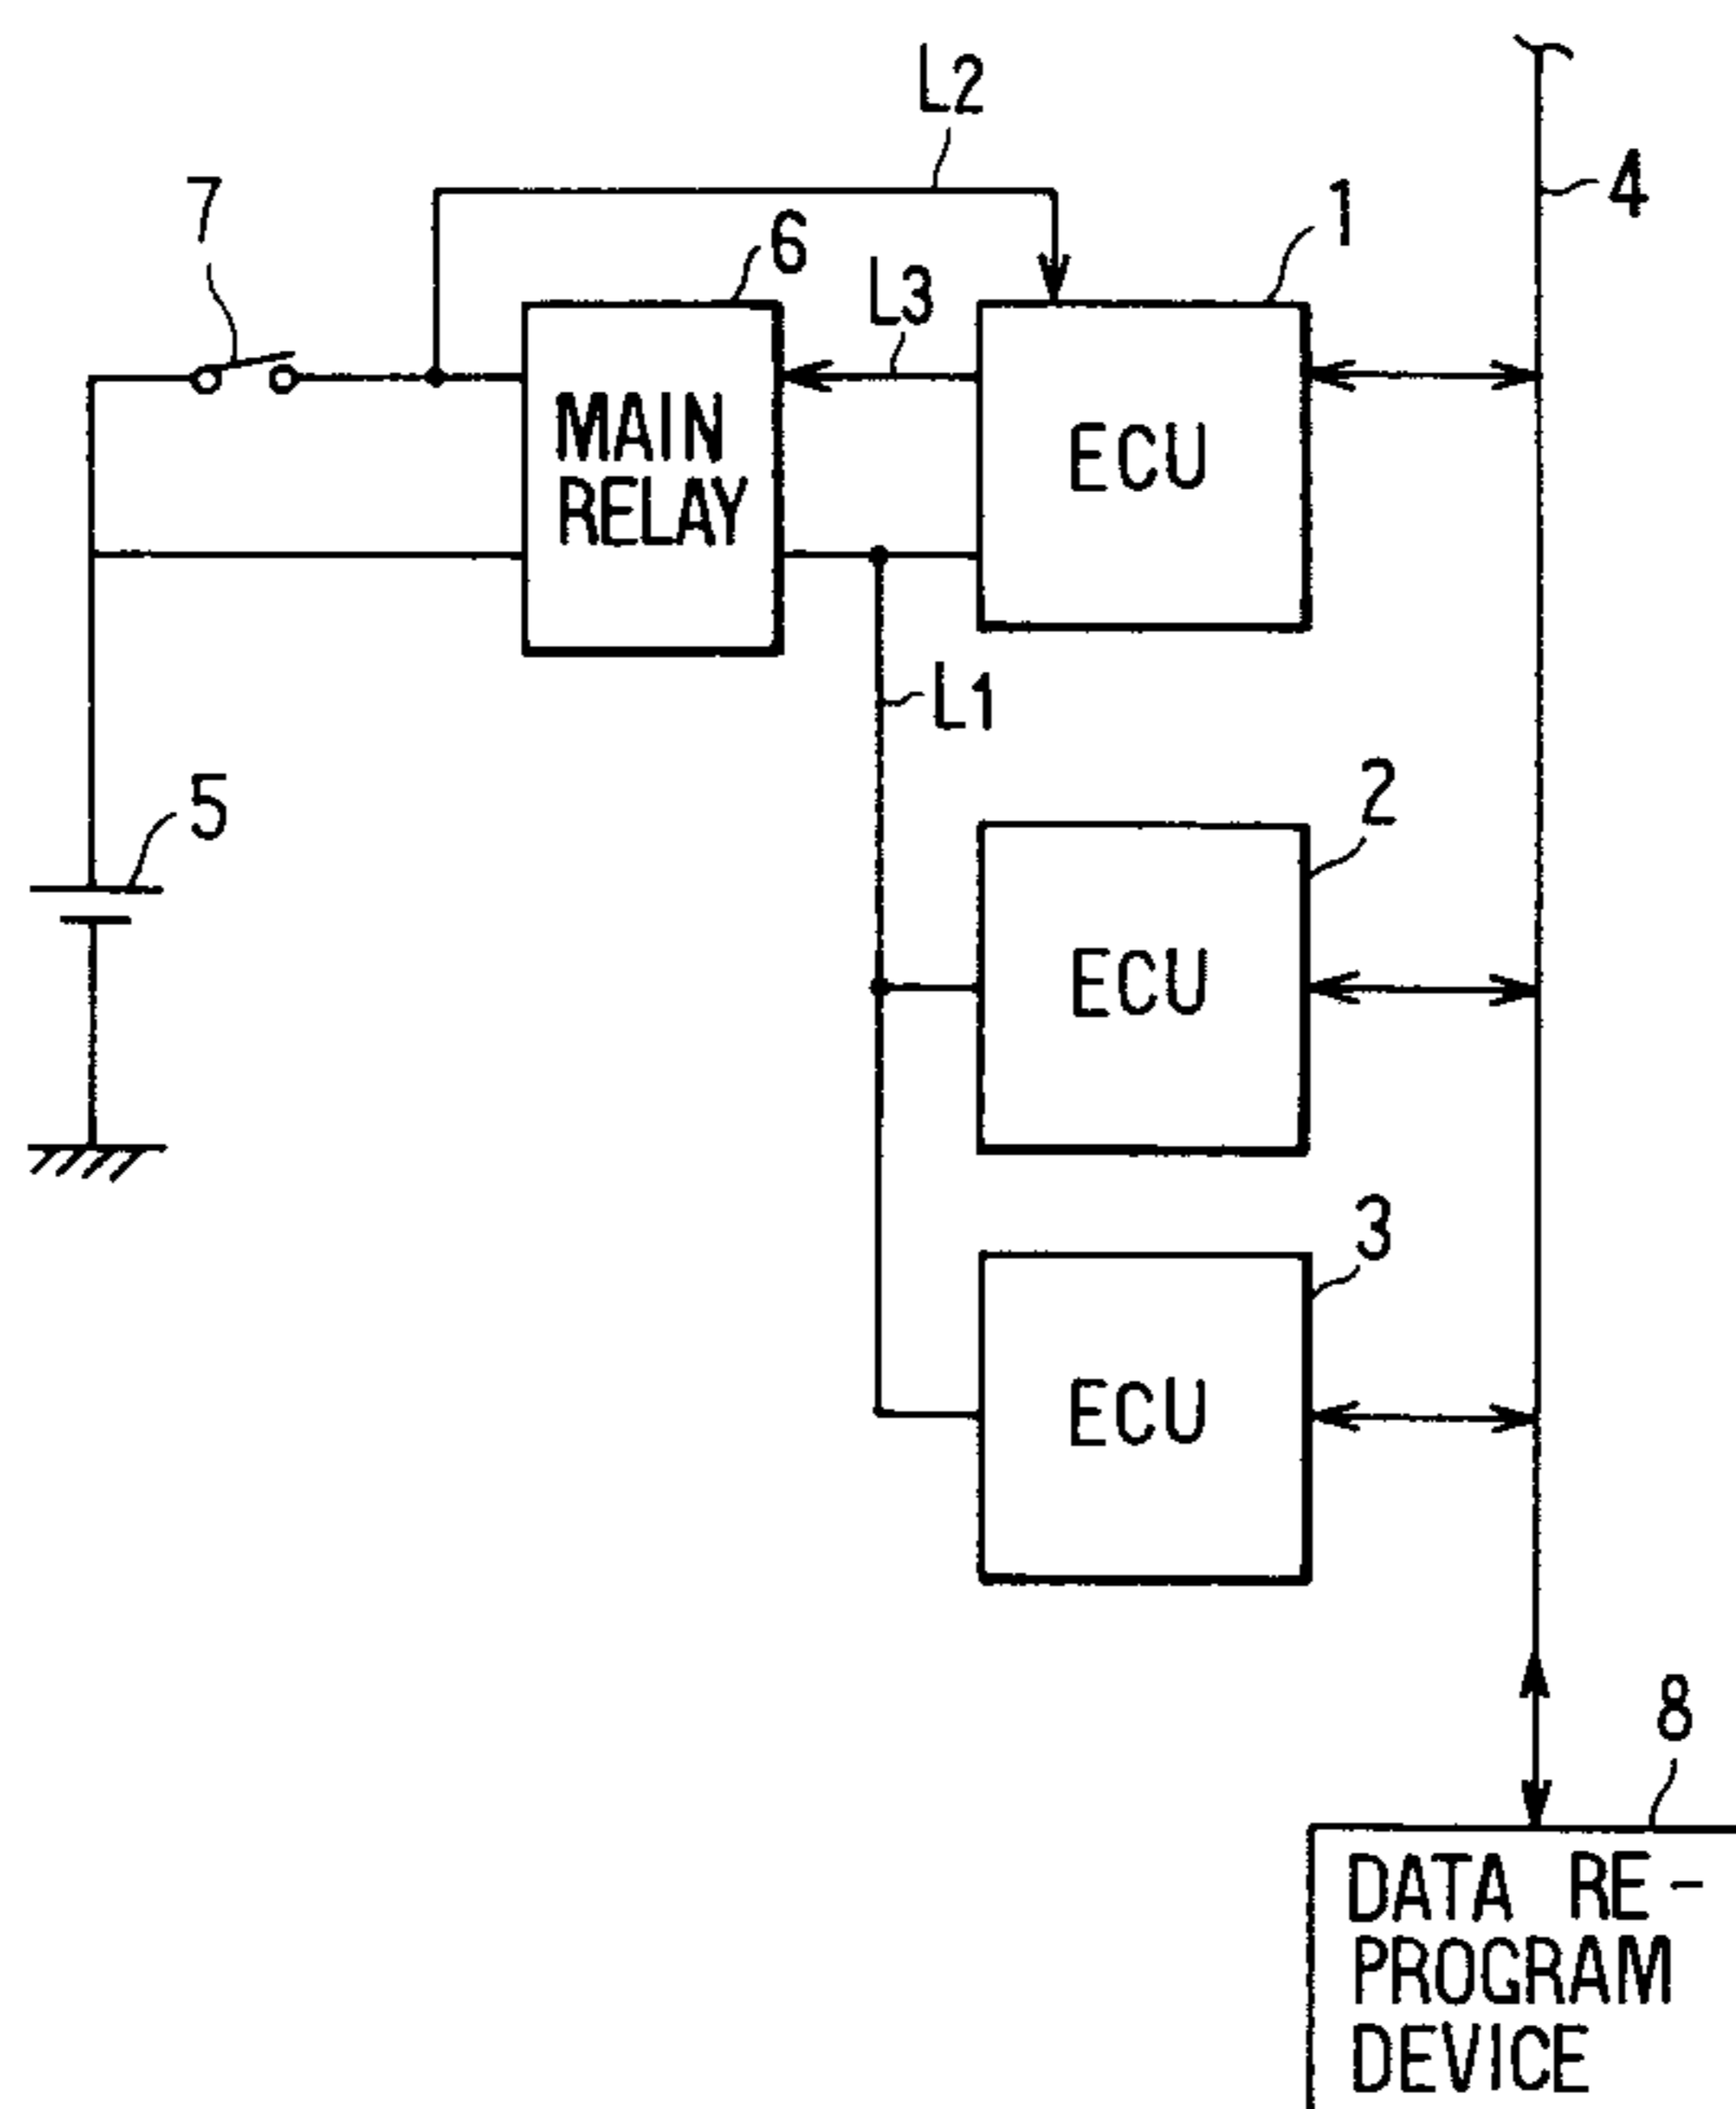 L2
4
7
1
6
L3
MAIN
RELAY
ECU
L1
5
2
ECU
3
ECU
8
DATA RE-
PROGRAM
DEVICE